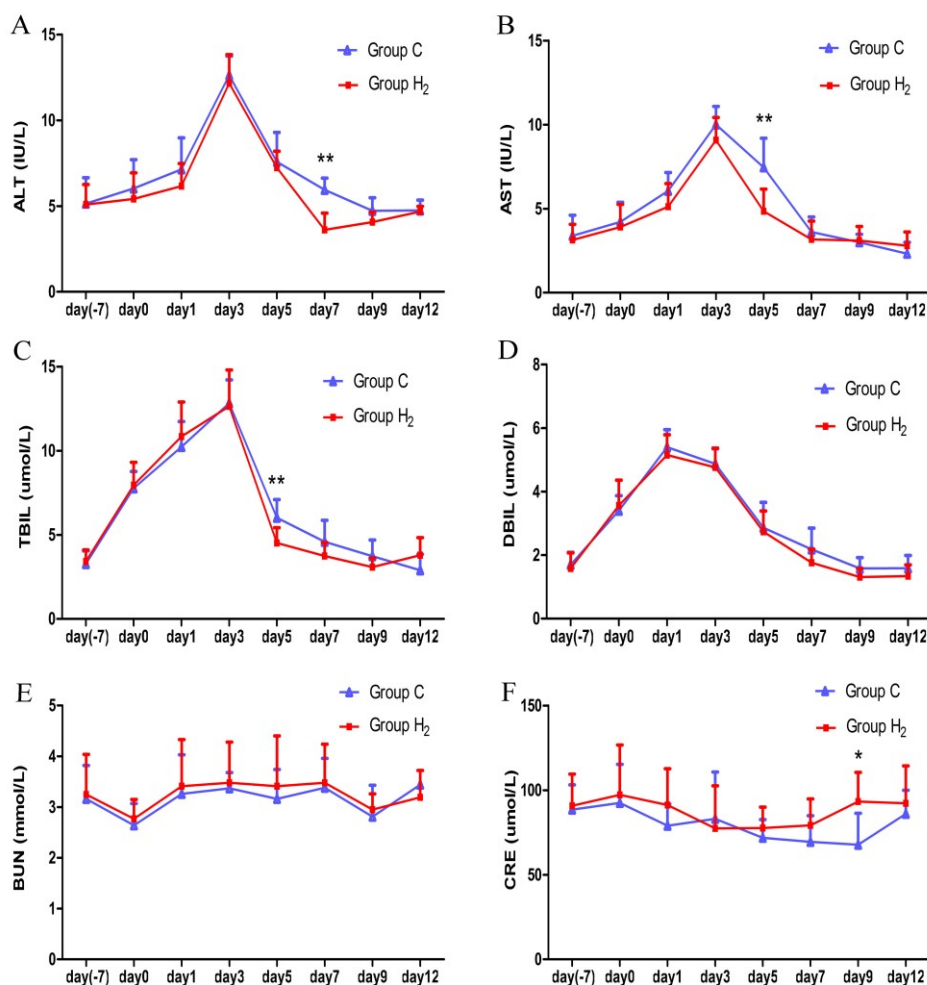 A
15
10
5
0
ALT (IU/L)
Group C
Group H₂
**
day(-7) day0 day1 day3 day5 day7 day9 day12
B
15
10
5
0
AST (IU/L)
Group C
Group H₂
**
day(-7) day0 day1 day3 day5 day7 day9 day12
C
15
10
5
0
TBIL (umol/L)
Group C
Group H₂
**
day(-7) day0 day1 day3 day5 day7 day9 day12
D
8
6
4
2
0
DBIL (umol/L)
Group C
Group H₂
day(-7) day0 day1 day3 day5 day7 day9 day12
E
5
4
3
2
1
0
BUN (mmol/L)
Group C
Group H₂
day(-7) day0 day1 day3 day5 day7 day9 day12
F
150
100
50
0
CRE (umol/L)
Group C
Group H₂
*
day(-7) day0 day1 day3 day5 day7 day9 day12